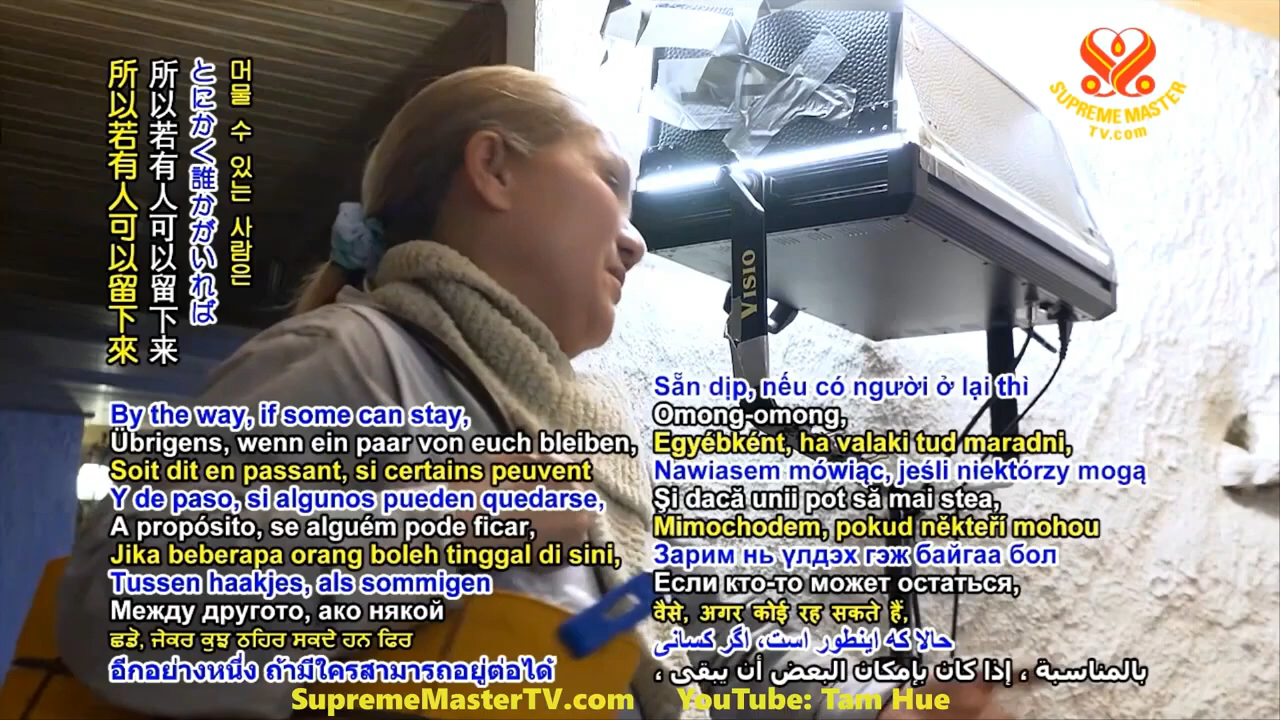 머물 수 있는 사람은
とにかく誰かがいれば
所以若有人可以留下来
所以若有人可以留下來
SUPREME MASTER
TV.com
VISIO
By the way, if some can stay,
Übrigens, wenn ein paar von euch bleiben,
Soit dit en passant, si certains peuvent
Y de paso, si algunos pueden quedarse,
A propósito, se alguém pode ficar,
Jika beberapa orang boleh tinggal di sini,
Tussen haakjes, als sommigen
Между другото, ако някой
ਛਡੋ, ਜੇਕਰ ਕੁਝ ਠਹਿਰ ਸਕਦੇ ਹਨ ਫਿਰ
อีกอย่างหนึ่ง ถ้ามีใครสามารถอยู่ต่อได้
Sẵn dịp, nếu có người ở lại thì
Omong-omong,
Egyébként, ha valaki tud maradni,
Nawiasem mówiąc, jeśli niektórzy mogą
Şi dacă unii pot să mai stea,
Mimochodem, pokud někteří mohou
Зарим нь үлдэх гэж байгаа бол
Если кто-то может остаться,
वैसे, अगर कोई रह सकते हैं,
حالا که اینطور است، اگر کسانی
بالمناسبة ، إذا كان بإمكان البعض أن يبقى ،
SupremeMasterTV.com
YouTube: Tam Hue